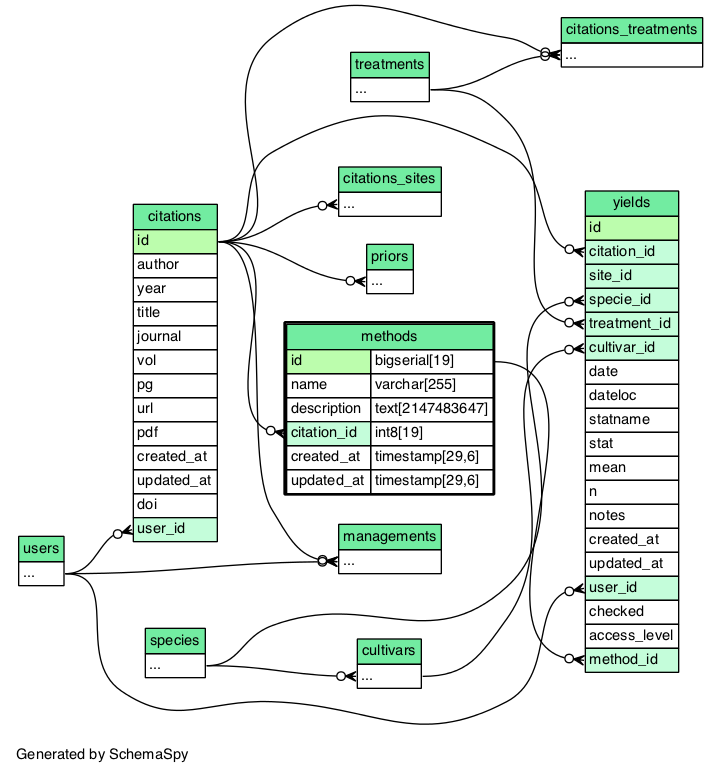 citations_treatments
...
treatments
...
citations_sites
...
priors
...
citations
id
author
year
title
journal
vol
pg
url
pdf
created_at
updated_at
doi
user_id
methods
id bigserial[19]
name varchar[255]
description text[2147483647]
citation_id int8[19]
created_at timestamp[29,6]
updated_at timestamp[29,6]
yields
id
citation_id
site_id
specie_id
treatment_id
cultivar_id
date
dateloc
statname
stat
mean
n
notes
created_at
updated_at
user_id
checked
access_level
method_id
users
...
managements
...
species
...
cultivars
...
Generated by SchemaSpy